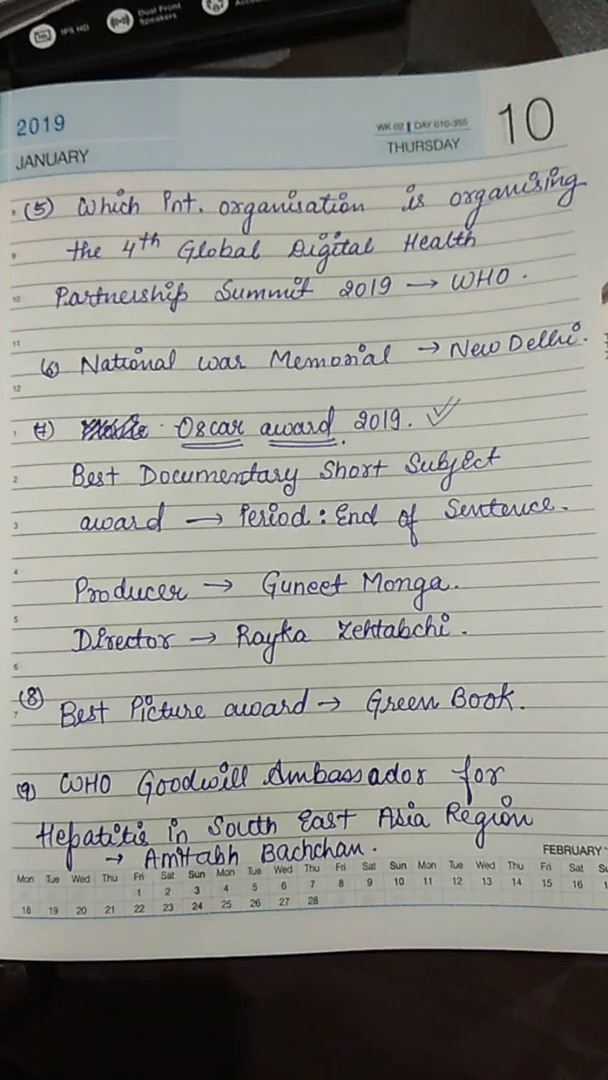 IPS HD
Dual Front
Speakers
2019
JANUARY
WK 02 | DAY 010-355
THURSDAY
10
(5) Which Int. organisation is organising
the 4th Global Digital Health
Partnership Summit 2019 → WHO.
(6) National war Memorial → New Delhi.
(7) Oscar award 2019. ✓
Best Documentary Short Subject
award → Period : End of Sentence.
Producer → Guneet Monga.
Director → Rayka Zehtabchi.
(8)
Best Picture award → Green Book.
(9) WHO Goodwill Ambassador for
Hepatitis in South East Asia Region
→ Amitabh Bachchan.
FEBRUARY
Mon Tue Wed Thu Fri Sat Sun Mon Tue Wed Thu Fri Sat Sun Mon Tue Wed Thu Fri Sat
1 2 3 4 5 6 7 8 9 10 11 12 13 14 15 16
18 19 20 21 22 23 24 25 26 27 28